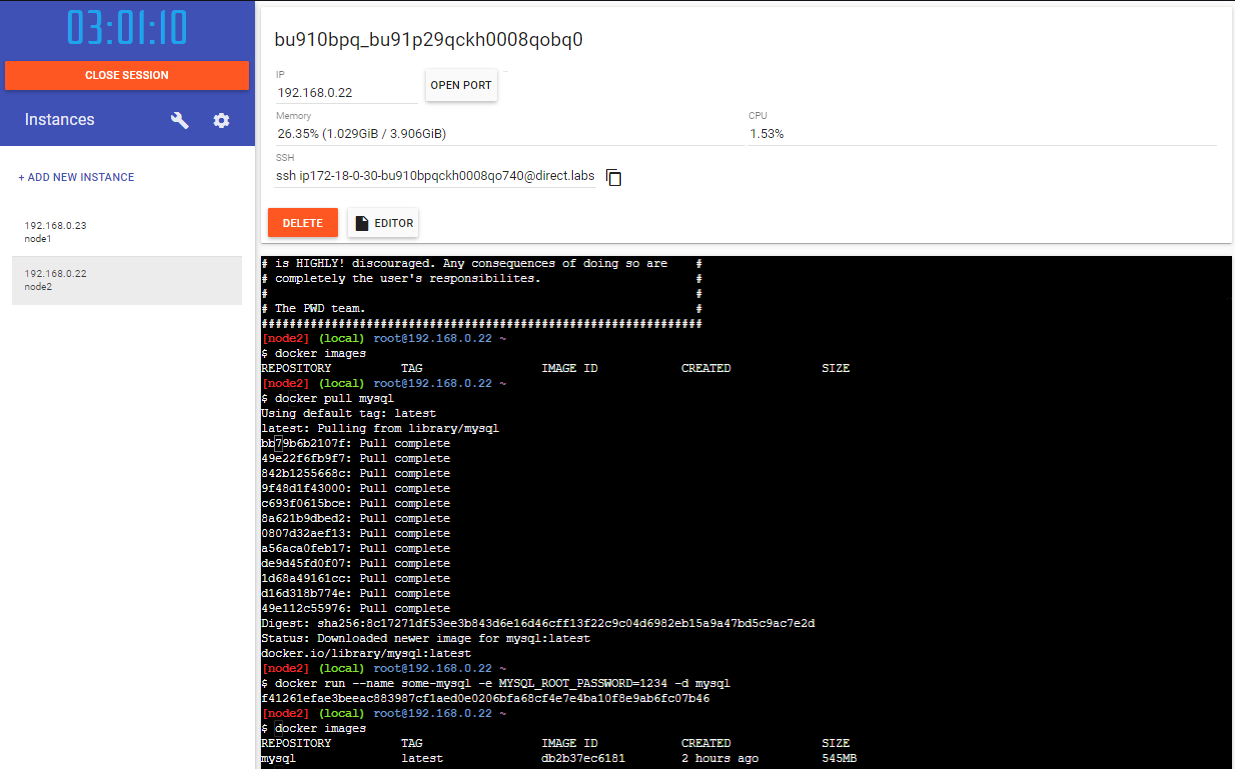 03:01:10
CLOSE SESSION
Instances
+ ADD NEW INSTANCE
192.168.0.23
node1
192.168.0.22
node2
bu910bpq_bu91p29qckh0008qobq0
IP
192.168.0.22
OPEN PORT
Memory
26.35% (1.029GiB / 3.906GiB)
CPU
1.53%
SSH
ssh ip172-18-0-30-bu910bpqckh0008qo740@direct.labs
DELETE
EDITOR
# is HIGHLY! discouraged. Any consequences of doing so are #
# completely the user's responsibilites. #
# #
# The PWD team. #
###############################################################
[node2] (local) root@192.168.0.22 ~
$ docker images
REPOSITORY TAG IMAGE ID CREATED SIZE
[node2] (local) root@192.168.0.22 ~
$ docker pull mysql
Using default tag: latest
latest: Pulling from library/mysql
bb79b6b2107f: Pull complete
49e22f6fb9f7: Pull complete
842b1255668c: Pull complete
9f48d1f43000: Pull complete
c693f0615bce: Pull complete
8a621b9dbed2: Pull complete
0807d32aef13: Pull complete
a56aca0feb17: Pull complete
de9d45fd0f07: Pull complete
1d68a49161cc: Pull complete
d16d318b774e: Pull complete
49e112c55976: Pull complete
Digest: sha256:8c17271df53ee3b843d6e16d46cff13f22c9c04d6982eb15a9a47bd5c9ac7e2d
Status: Downloaded newer image for mysql:latest
docker.io/library/mysql:latest
[node2] (local) root@192.168.0.22 ~
$ docker run --name some-mysql -e MYSQL_ROOT_PASSWORD=1234 -d mysql
f41261efae3beeac883987cf1aed0e0206bfa68cf4e7e4ba10f8e9ab6fc07b46
[node2] (local) root@192.168.0.22 ~
$ docker images
REPOSITORY TAG IMAGE ID CREATED SIZE
mysql latest db2b37ec6181 2 hours ago 545MB